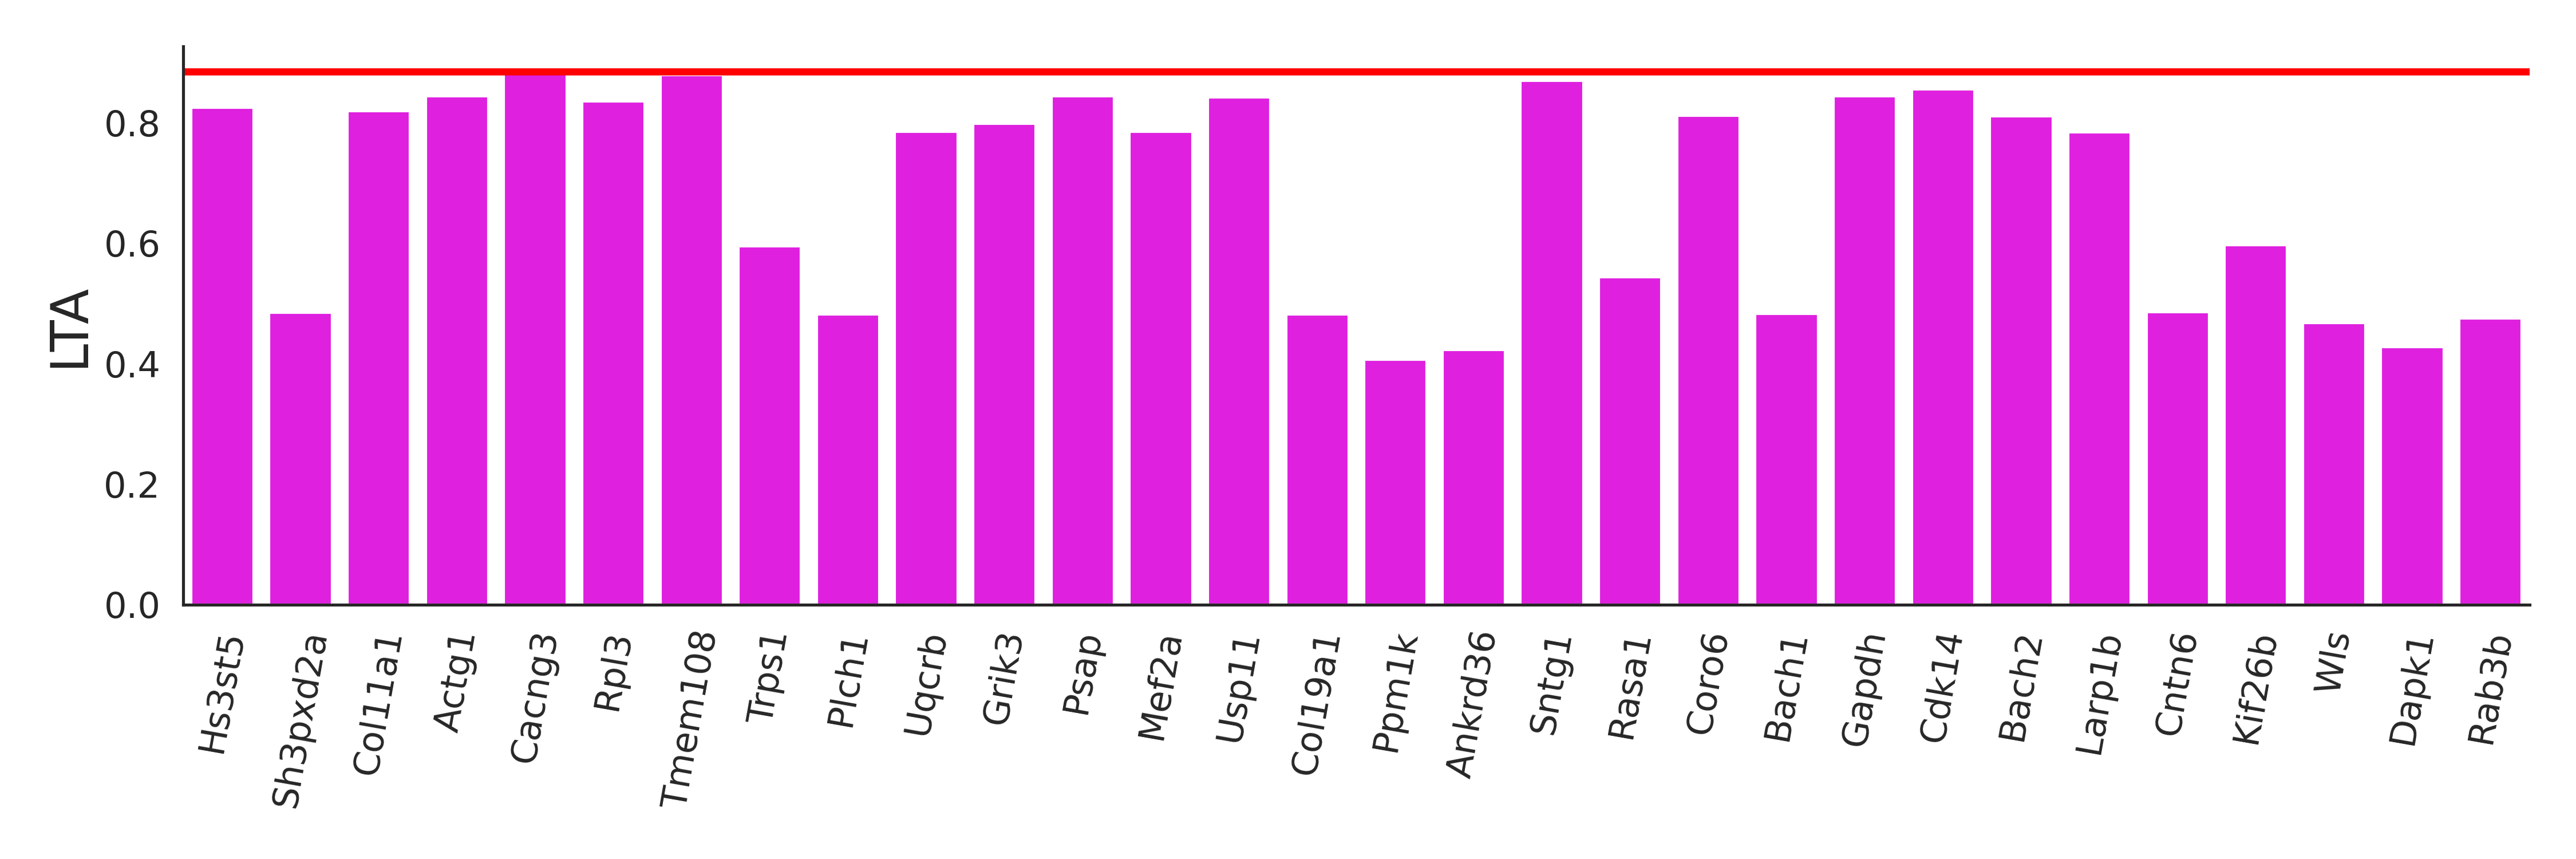 LTA
0.8
0.6
0.4
0.2
0.0
Hs3st5
Sh3pxd2a
Col11a1
Actg1
Cacng3
Rpl3
Tmem108
Trps1
Plch1
Uqcrb
Grik3
Psap
Mef2a
Usp11
Col19a1
Ppm1k
Ankrd36
Sntg1
Rasa1
Coro6
Bach1
Gapdh
Cdk14
Bach2
Larp1b
Cntn6
Kif26b
Wls
Dapk1
Rab3b